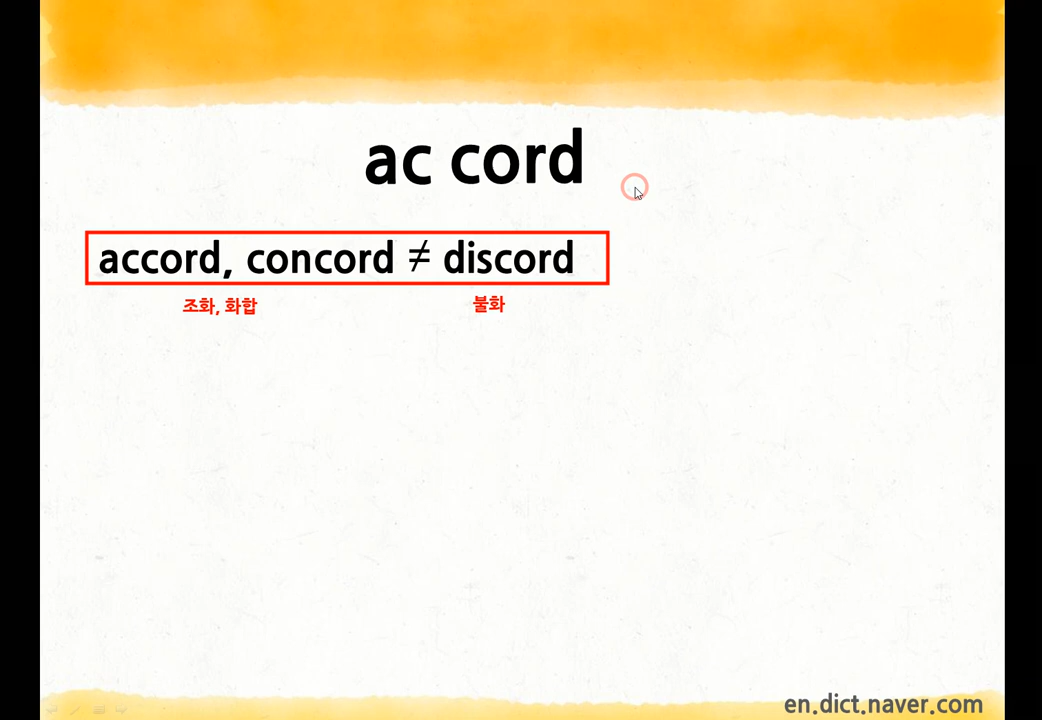 ac cord
accord, concord ≠ discord
조화, 화합 불화
en.dict.naver.com